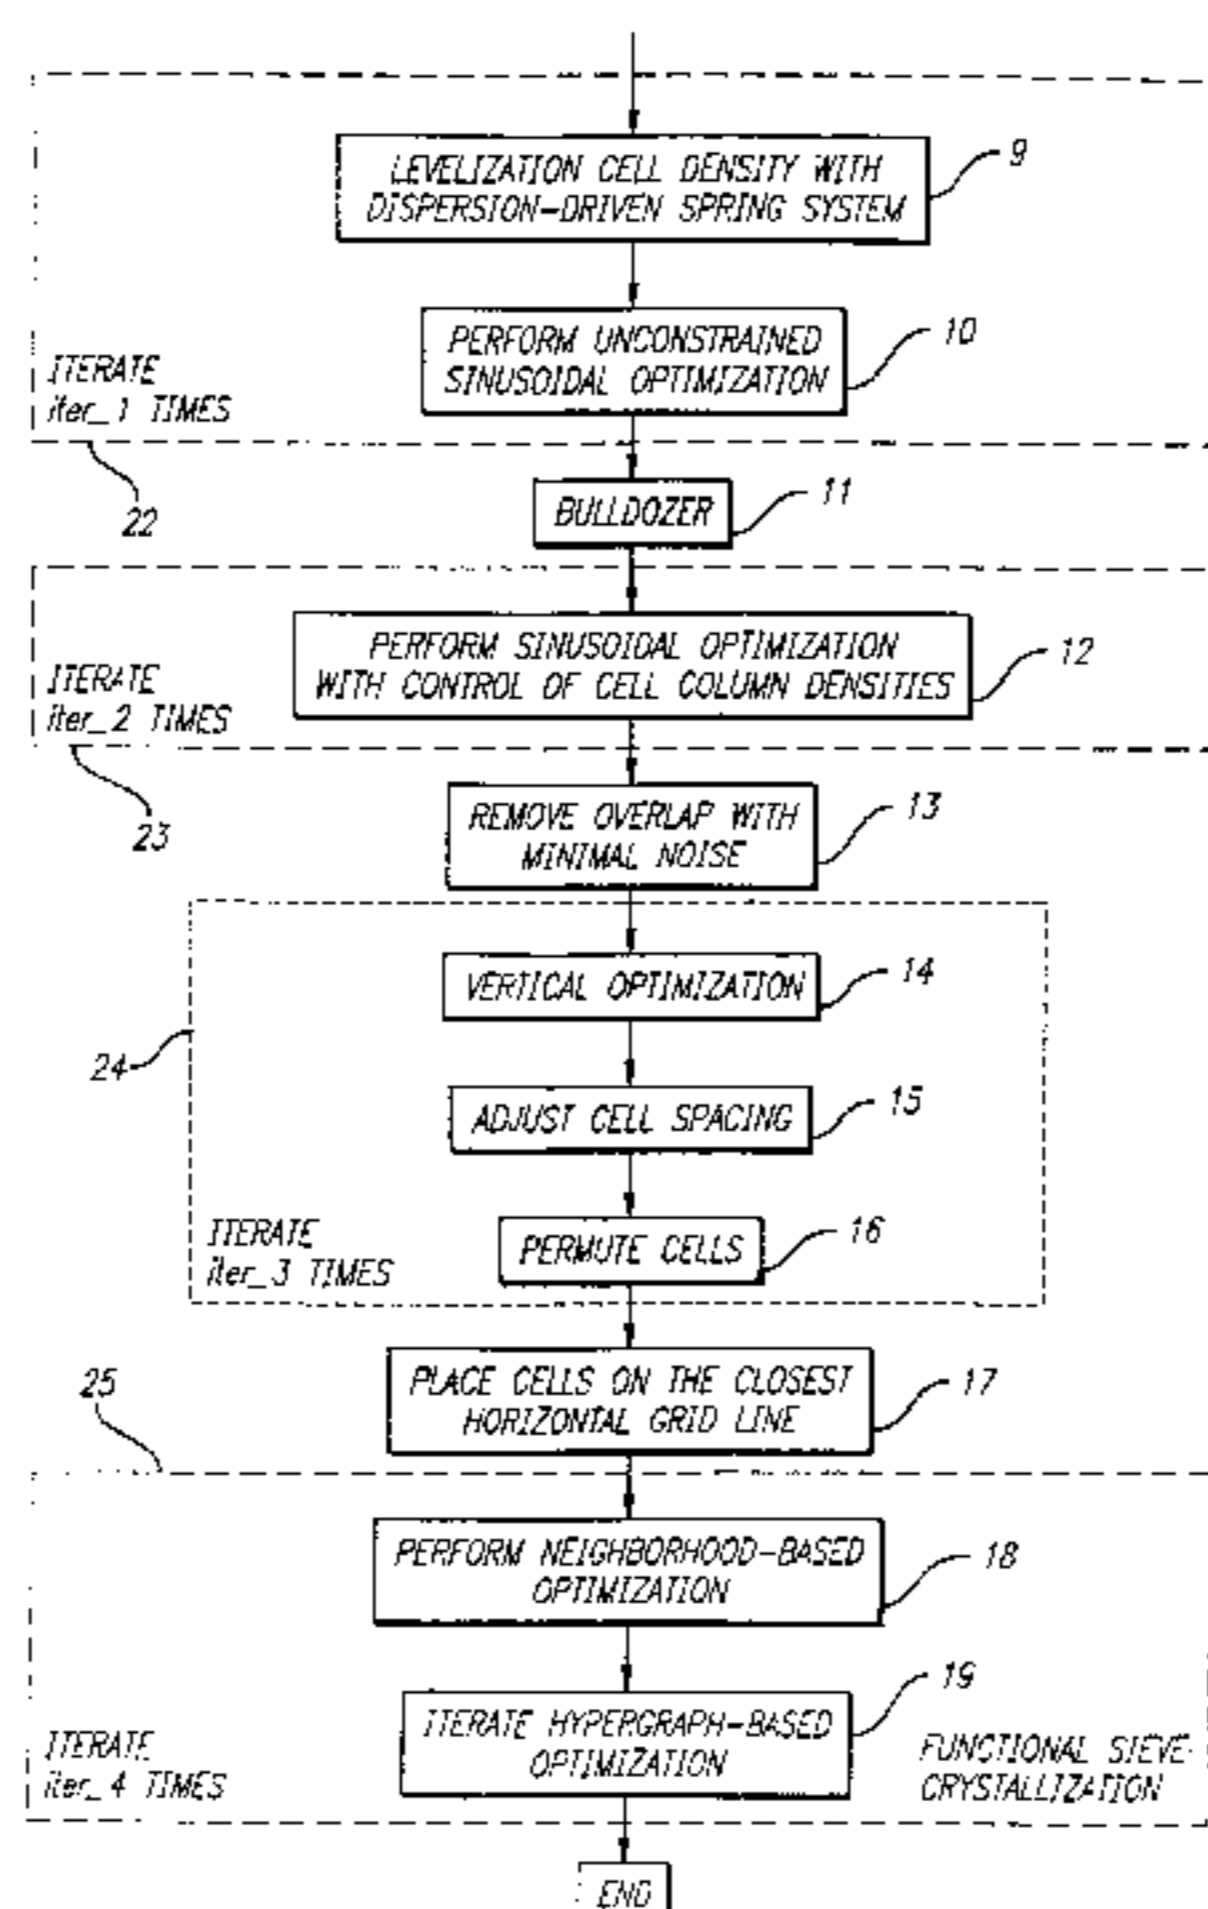 LEVELIZATION CELL DENSITY WITH
DISPERSION-DRIVEN SPRING SYSTEM
9
PERFORM UNCONSTRAINED
SINUSOIDAL OPTIMIZATION
10
ITERATE
iter_1 TIMES
22
BULLDOZER
11
PERFORM SINUSOIDAL OPTIMIZATION
WITH CONTROL OF CELL COLUMN DENSITIES
12
ITERATE
iter_2 TIMES
23
REMOVE OVERLAP WITH
MINIMAL NOISE
13
VERTICAL OPTIMIZATION
14
24
ADJUST CELL SPACING
15
PERMUTE CELLS
16
ITERATE
iter_3 TIMES
PLACE CELLS ON THE CLOSEST
HORIZONTAL GRID LINE
17
25
PERFORM NEIGHBORHOOD-BASED
OPTIMIZATION
18
ITERATE HYPERGRAPH-BASED
OPTIMIZATION
19
ITERATE
iter_4 TIMES
FUNCTIONAL SIEVE
CRYSTALLIZATION
END